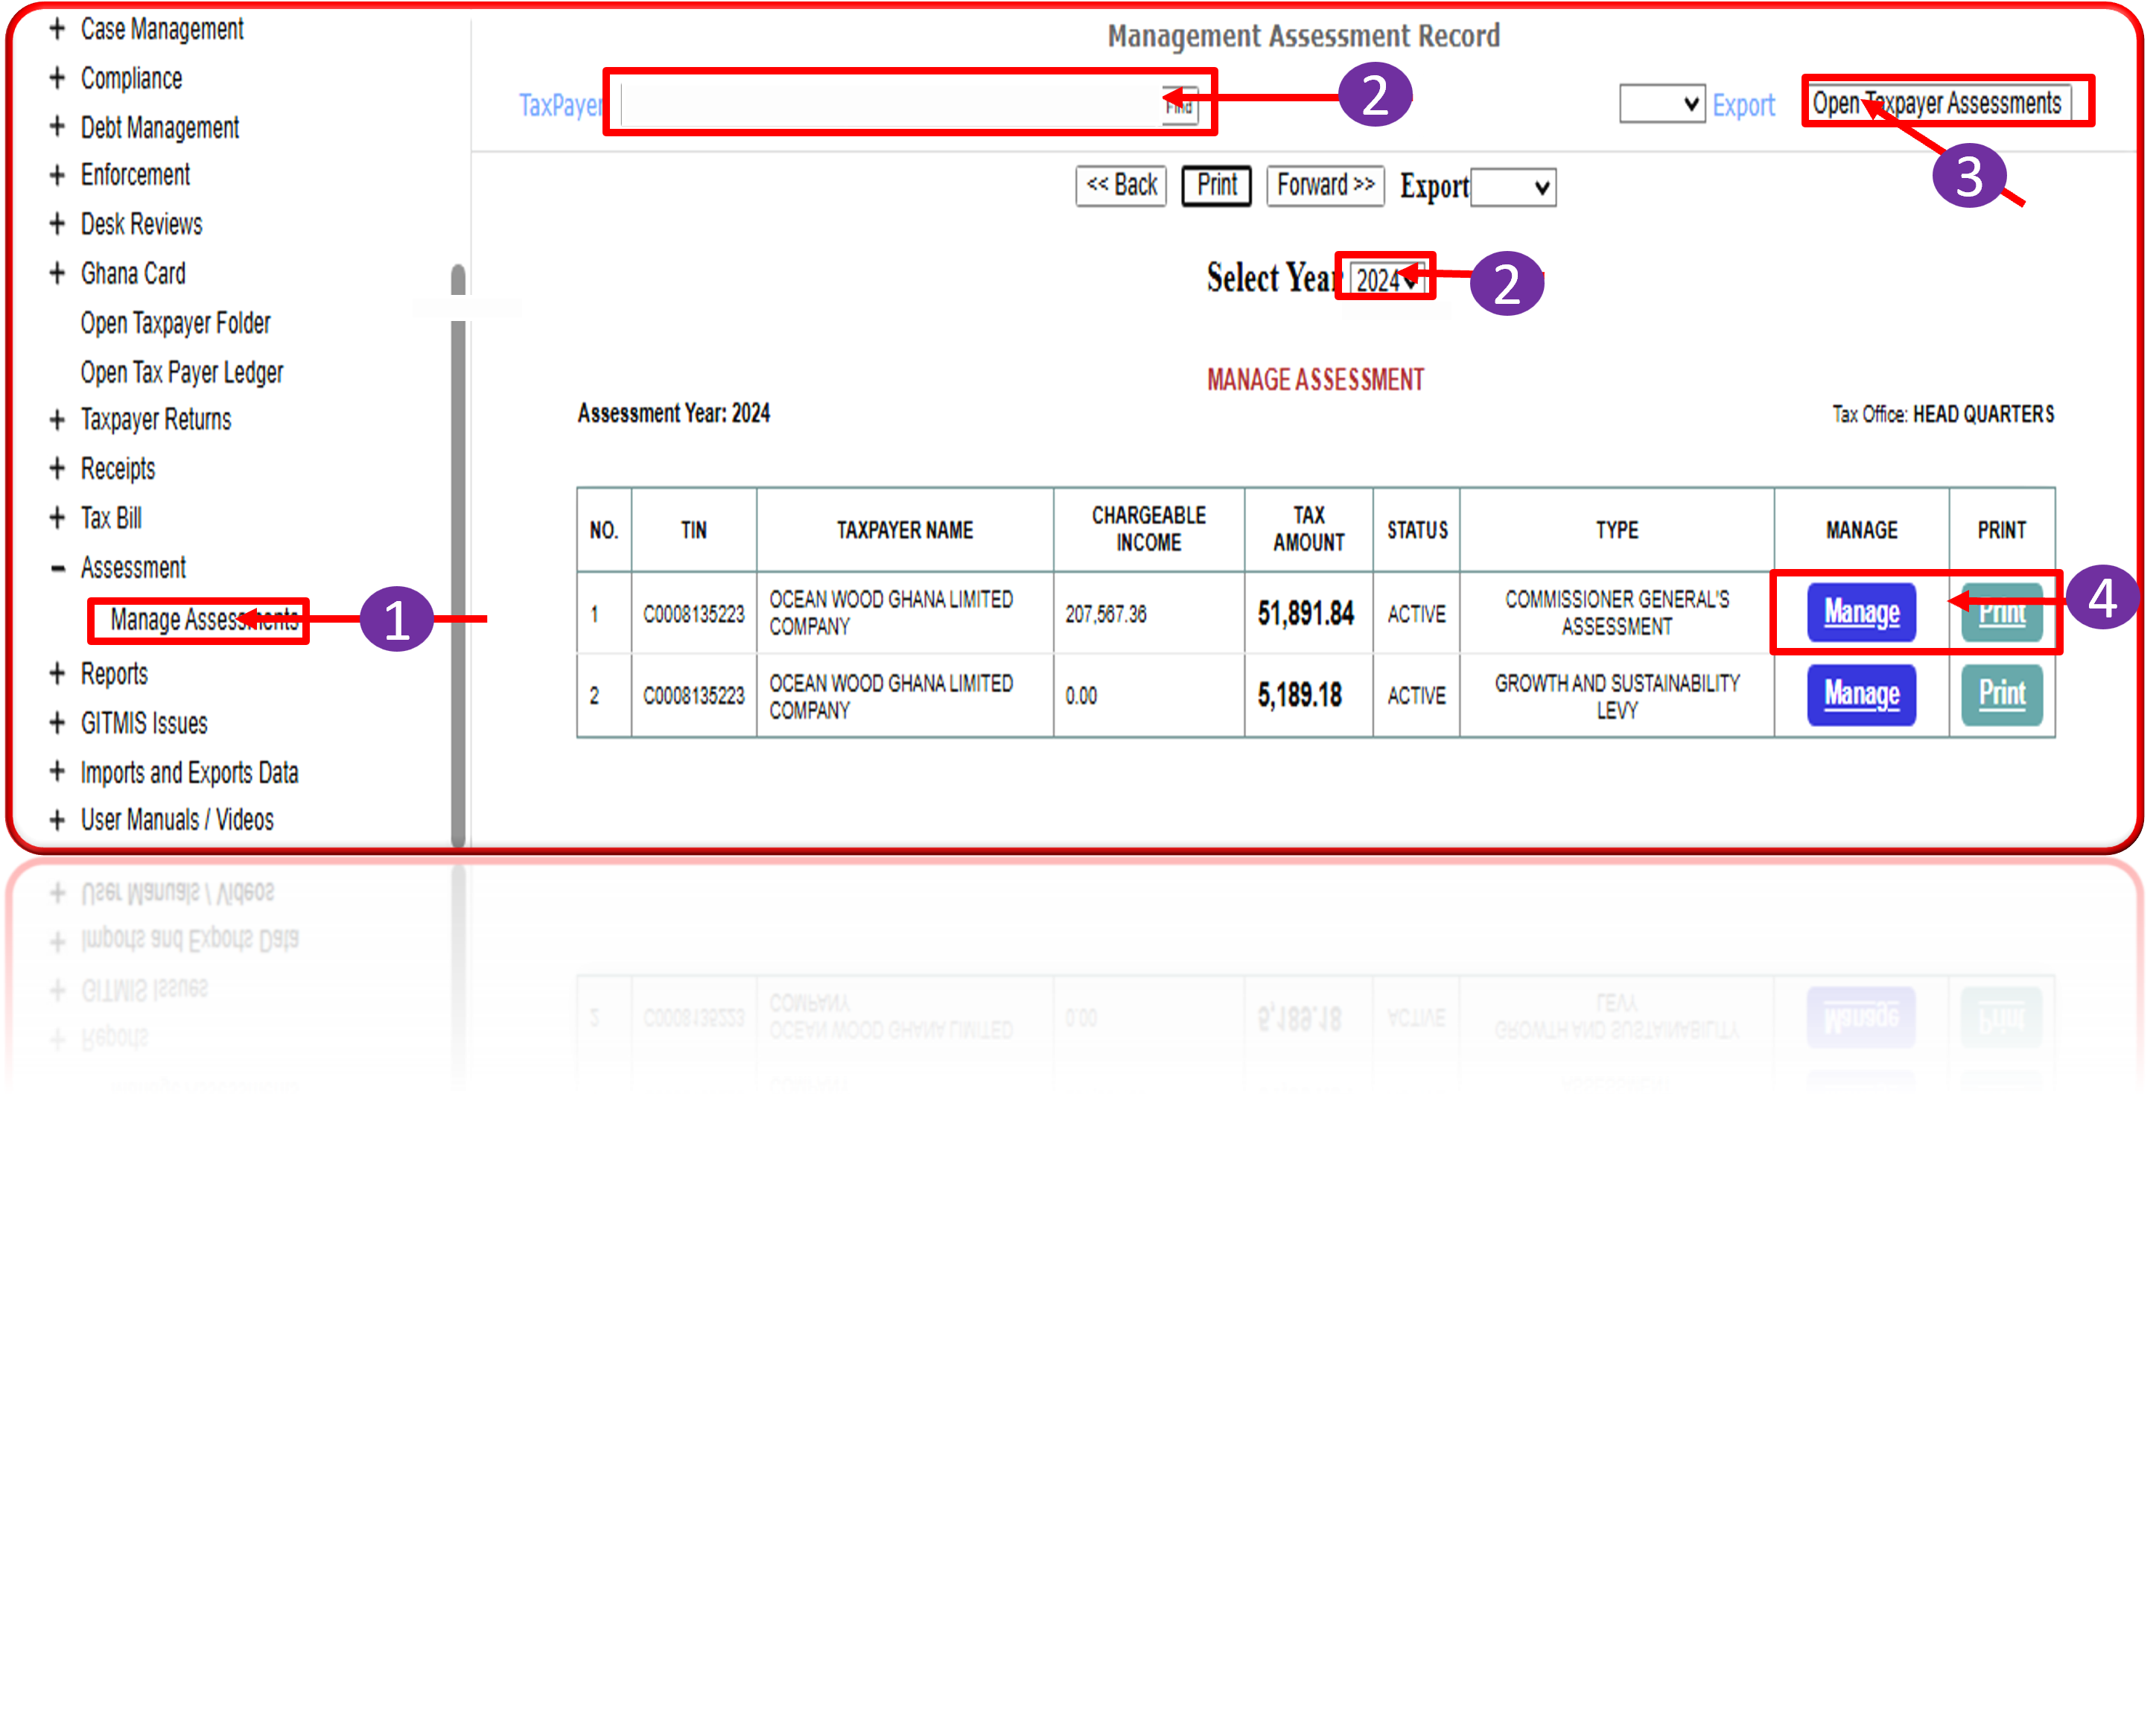 Case Management
Compliance
Debt Management
Enforcement
Desk Reviews
Ghana Card
Open Taxpayer Folder
Open Tax Payer Ledger
Taxpayer Returns
Receipts
Tax Bill
Assessment
Manage Assessments
1
Reports
GITMIS Issues
Imports and Exports Data
User Manuals / Videos
Management Assessment Record
TaxPayer
Find
2
Export
Open Taxpayer Assessments
3
<< Back
Print
Forward >>
Export
Select Year
2024
2
MANAGE ASSESSMENT
Assessment Year: 2024
Tax Office: HEAD QUARTERS
NO. TIN TAXPAYER NAME CHARGEABLE INCOME TAX AMOUNT STATUS TYPE MANAGE PRINT
1 C0008135223 OCEAN WOOD GHANA LIMITED COMPANY 207,567.36 51,891.84 ACTIVE COMMISSIONER GENERAL'S ASSESSMENT Manage Print
4
2 C0008135223 OCEAN WOOD GHANA LIMITED COMPANY 0.00 5,189.18 ACTIVE GROWTH AND SUSTAINABILITY LEVY Manage Print